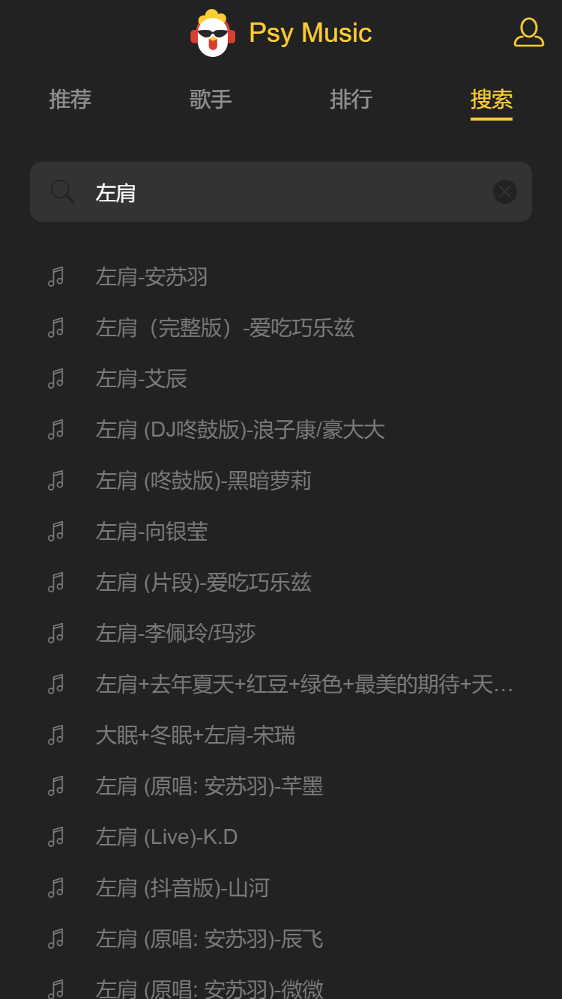 Psy Music
推荐 歌手 排行 搜索
左肩
左肩-安苏羽
左肩（完整版）-爱吃巧乐兹
左肩-艾辰
左肩 (DJ咚鼓版)-浪子康/豪大大
左肩 (咚鼓版)-黑暗萝莉
左肩-向银莹
左肩 (片段)-爱吃巧乐兹
左肩-李佩玲/玛莎
左肩+去年夏天+红豆+绿色+最美的期待+天…
大眠+冬眠+左肩-宋瑞
左肩 (原唱: 安苏羽)-芊墨
左肩 (Live)-K.D
左肩 (抖音版)-山河
左肩 (原唱: 安苏羽)-辰飞
左肩 (原唱: 安苏羽)-微微